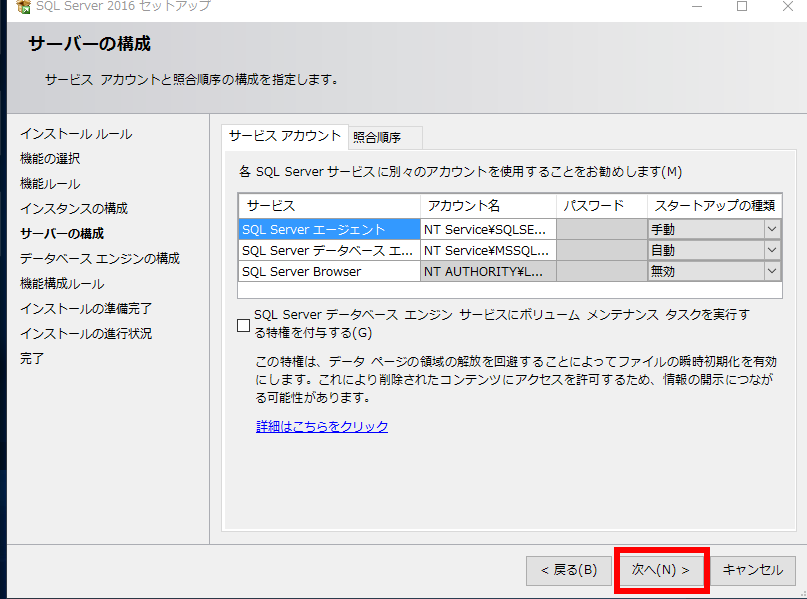 SQL Server 2016 セットアップ
サーバーの構成
サービス アカウントと照合順序の構成を指定します。
インストール ルール
機能の選択
機能ルール
インスタンスの構成
サーバーの構成
データベース エンジンの構成
機能構成ルール
インストールの準備完了
インストールの進行状況
完了
サービス アカウント 照合順序
各 SQL Server サービスに別々のアカウントを使用することをお勧めします(M)
サービス アカウント名 パスワード スタートアップの種類
SQL Server エージェント NT Service¥SQLSE... 手動
SQL Server データベース エ... NT Service¥MSSQL... 自動
SQL Server Browser NT AUTHORITY¥L... 無効
SQL Server データベース エンジン サービスにボリューム メンテナンス タスクを実行す
る特権を付与する(G)
この特権は、データ ページの領域の解放を回避することによってファイルの瞬時初期化を有効
にします。これにより削除されたコンテンツにアクセスを許可するため、情報の開示につなが
る可能性があります。
詳細はこちらをクリック
< 戻る(B) 次へ(N) > キャンセル